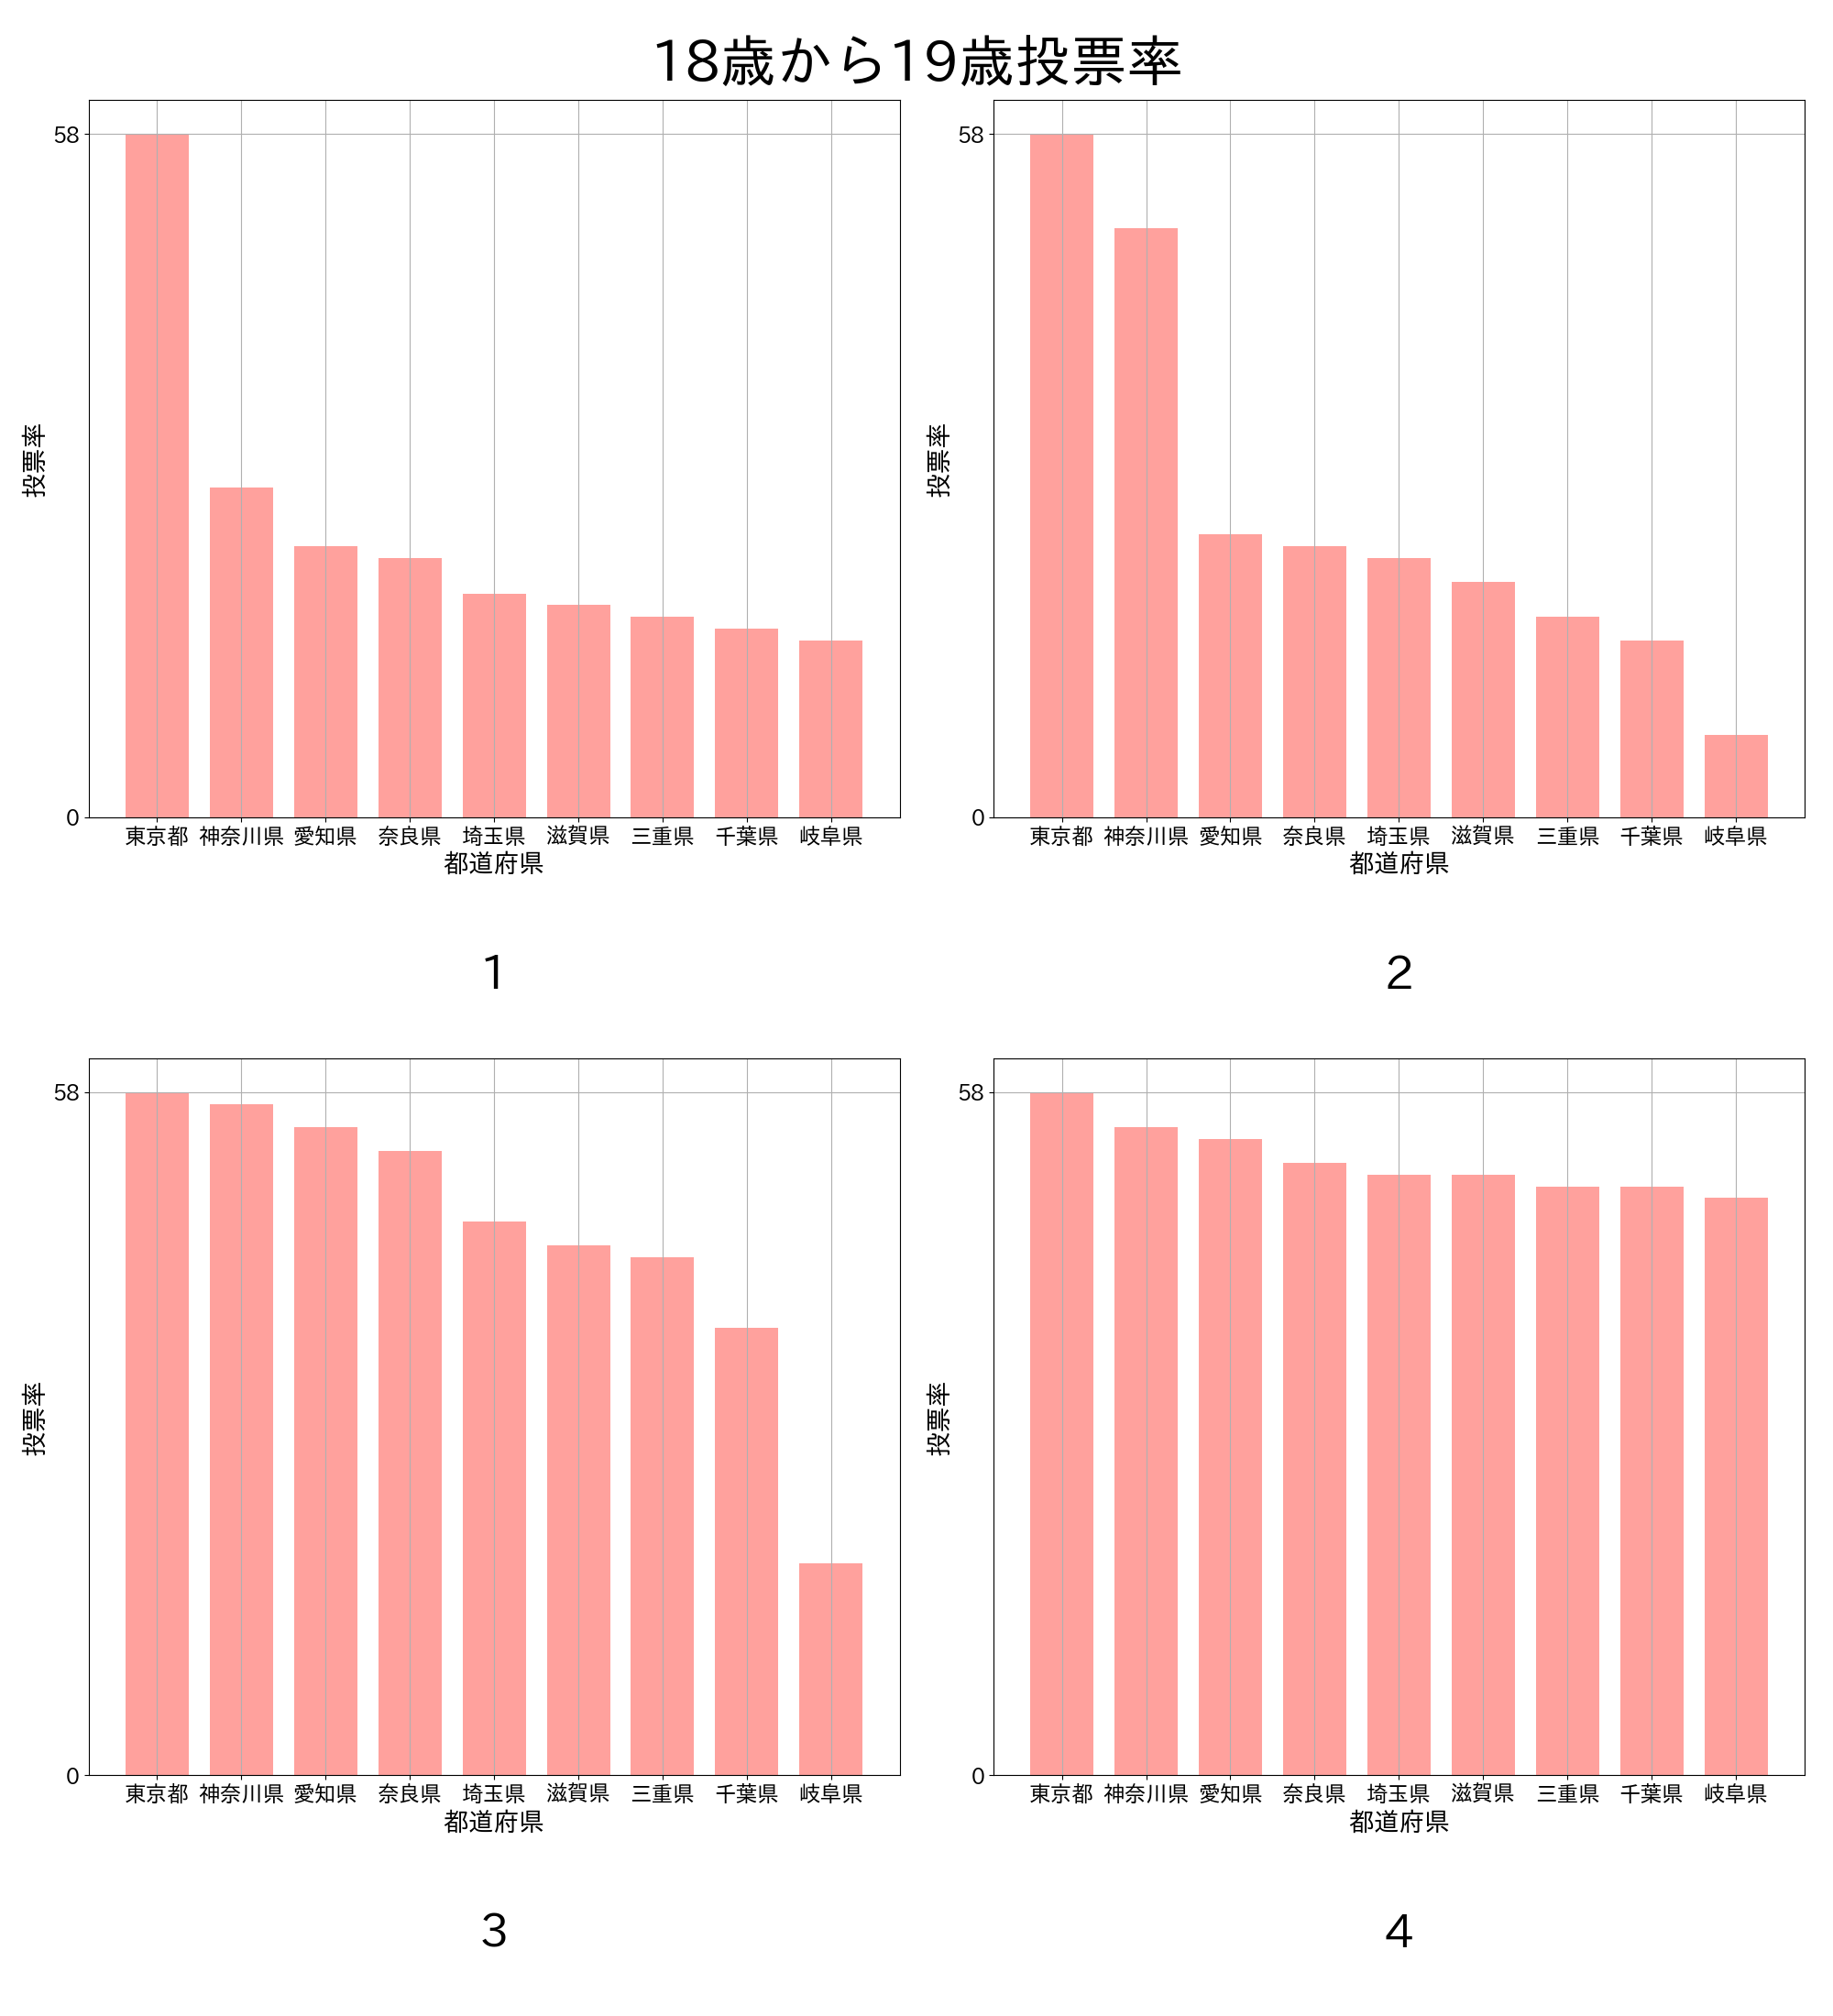 18歳から19歳投票率
58
投票率
0
東京都 神奈川県 愛知県 奈良県 埼玉県 滋賀県 三重県 千葉県 岐阜県
都道府県
1
58
投票率
0
東京都 神奈川県 愛知県 奈良県 埼玉県 滋賀県 三重県 千葉県 岐阜県
都道府県
2
58
投票率
0
東京都 神奈川県 愛知県 奈良県 埼玉県 滋賀県 三重県 千葉県 岐阜県
都道府県
3
58
投票率
0
東京都 神奈川県 愛知県 奈良県 埼玉県 滋賀県 三重県 千葉県 岐阜県
都道府県
4